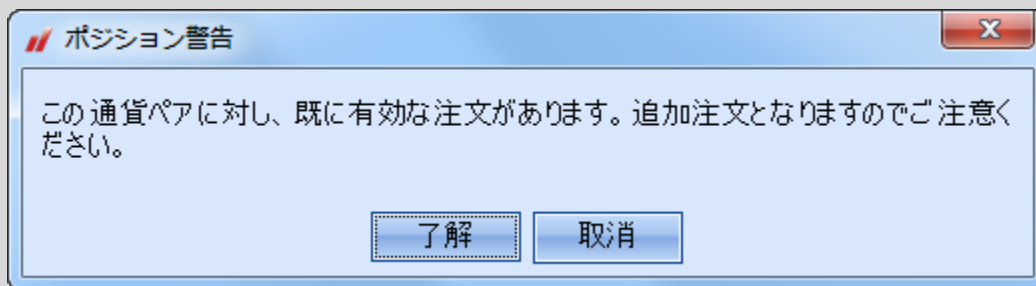 ポジション警告
この通貨ペアに対し、既に有効な注文があります。追加注文となりますのでご注意く
ださい。
了解
取消